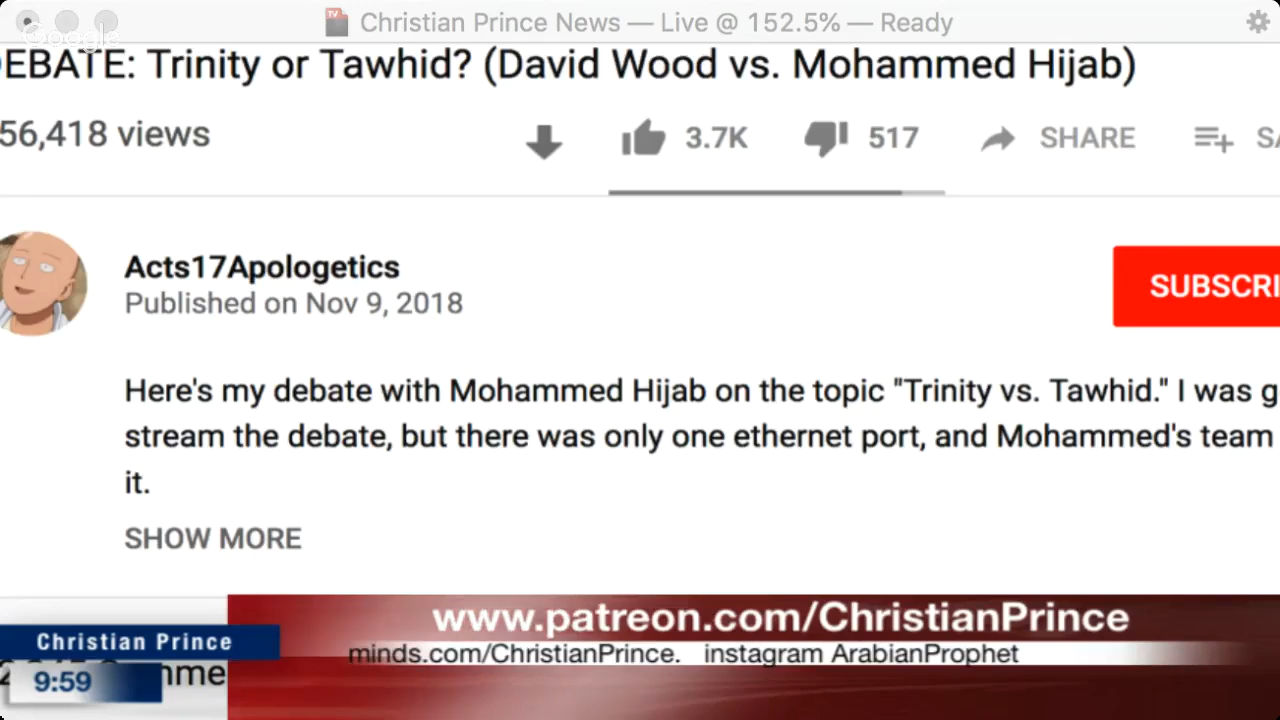 Christian Prince News — Live @ 152.5% — Ready
Google
DEBATE: Trinity or Tawhid? (David Wood vs. Mohammed Hijab)
56,418 views
3.7K
517
SHARE
SA
Acts17Apologetics
Published on Nov 9, 2018
SUBSCRI
Here's my debate with Mohammed Hijab on the topic "Trinity vs. Tawhid." I was g
stream the debate, but there was only one ethernet port, and Mohammed's team
it.
SHOW MORE
www.patreon.com/ChristianPrince
Christian Prince
minds.com/ChristianPrince. instagram ArabianProphet
9:59